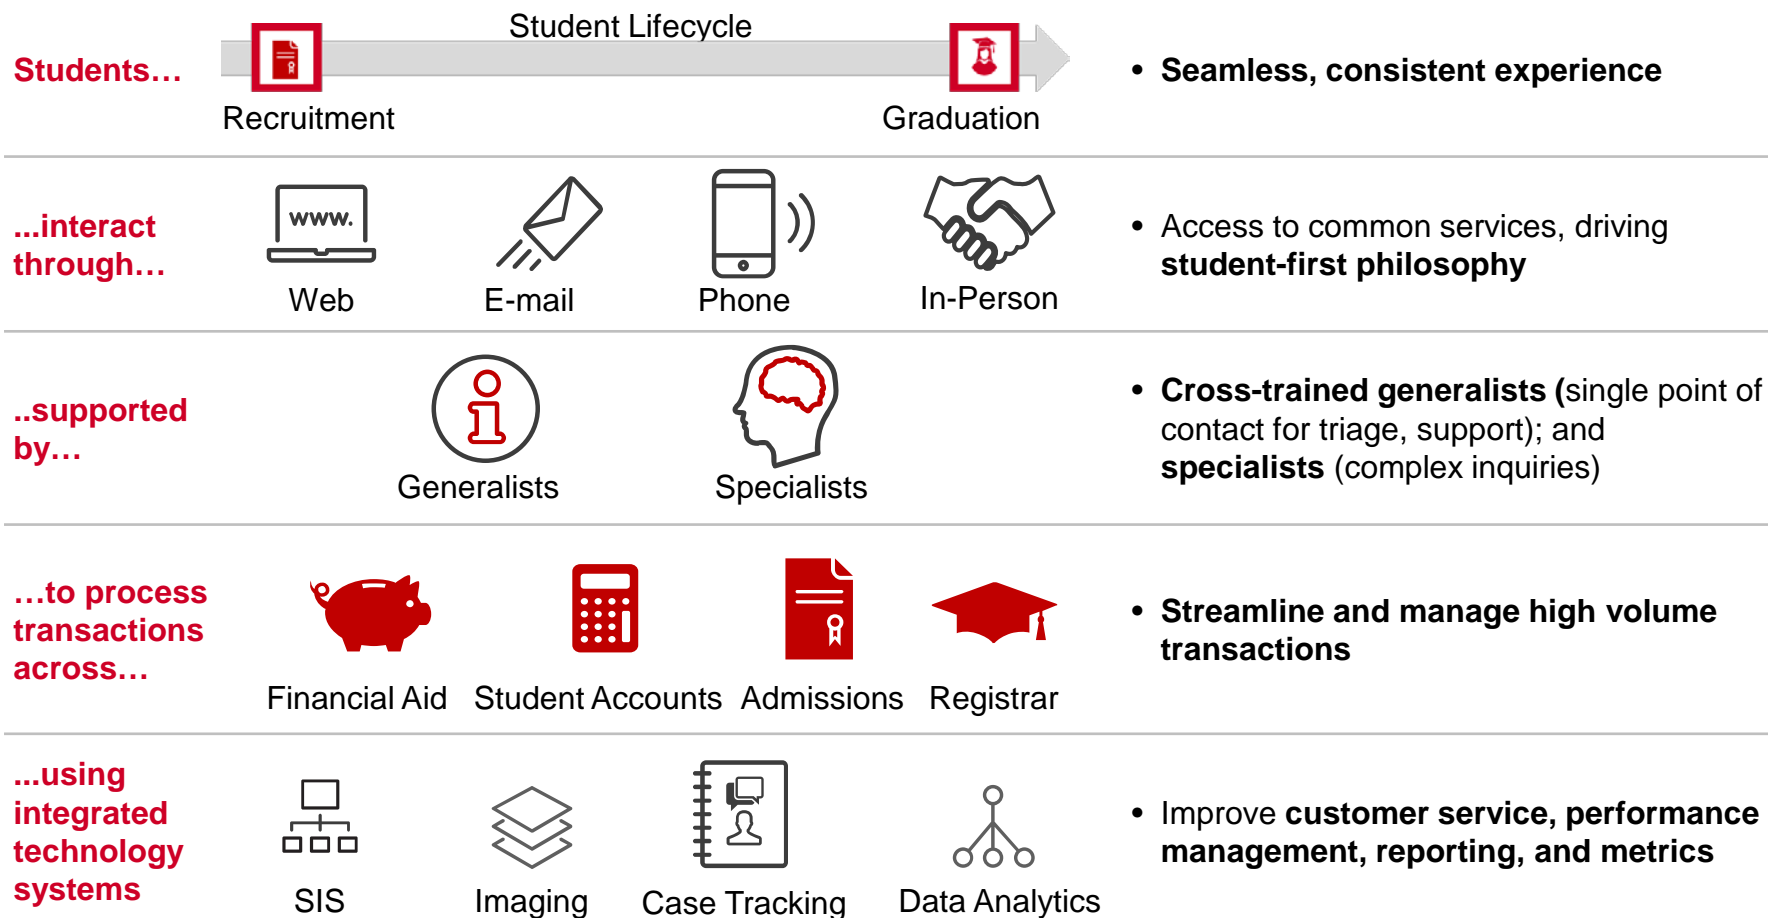 Student Lifecycle
Students…
Recruitment
Graduation
• Seamless, consistent experience
...interact
through…
www.
Web
E-mail
Phone
In-Person
• Access to common services, driving
student-first philosophy
..supported
by…
Generalists
Specialists
• Cross-trained generalists (single point of
contact for triage, support); and
specialists (complex inquiries)
…to process
transactions
across…
Financial Aid
Student Accounts
Admissions
Registrar
• Streamline and manage high volume
transactions
...using
integrated
technology
systems
SIS
Imaging
Case Tracking
Data Analytics
• Improve customer service, performance
management, reporting, and metrics